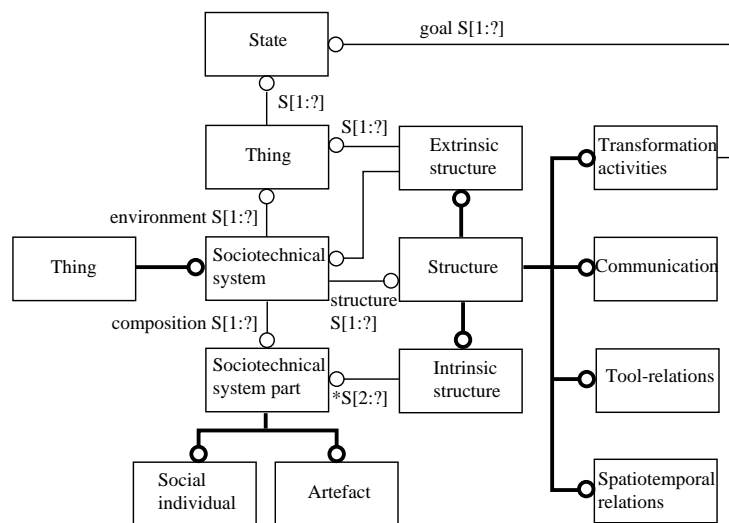 State
goal S[1:?]
S[1:?]
S[1:?]
Thing
Extrinsic
structure
Transformation
activities
environment S[1:?]
Thing
Sociotechnical
system
Structure
Communication
structure
S[1:?]
composition S[1:?]
Sociotechnical
system part
*S[2:?]
Intrinsic
structure
Tool-relations
Social
individual
Artefact
Spatiotemporal
relations